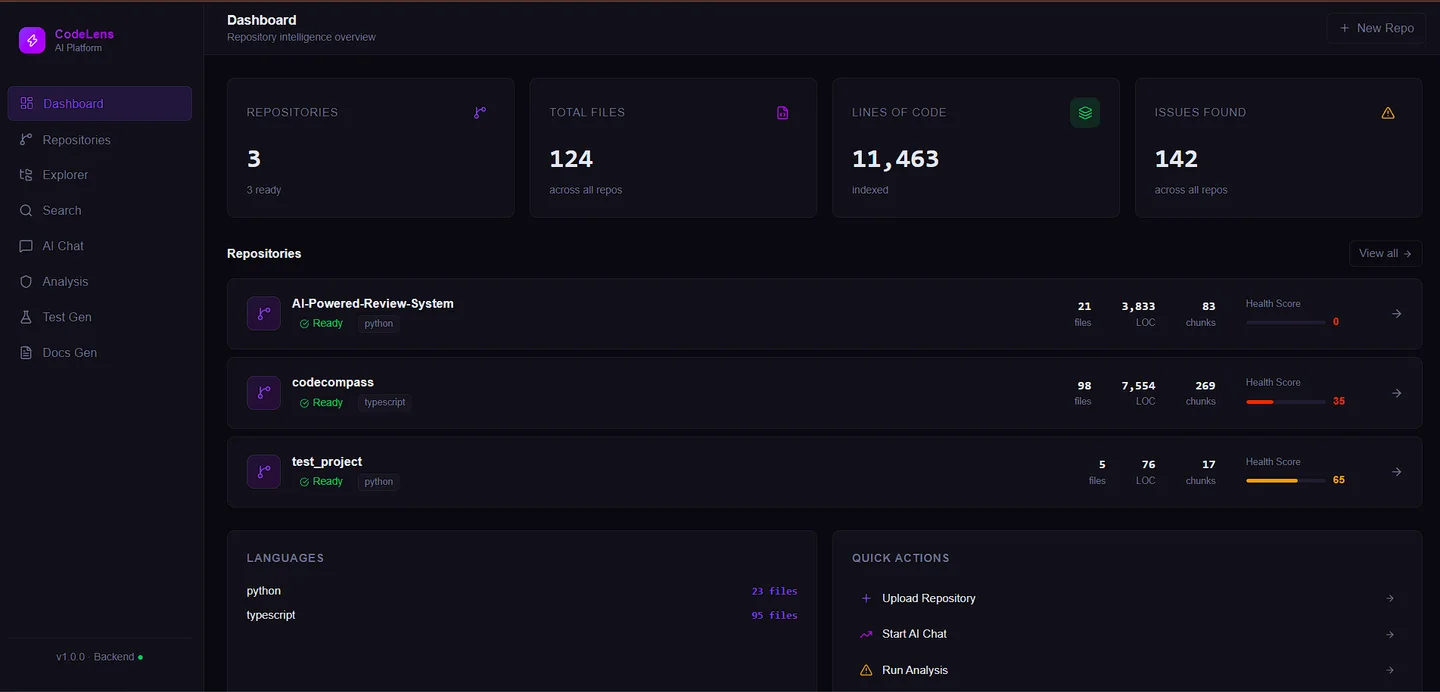 CodeLens
AI Platform
Dashboard
Repositories
Explorer
Search
AI Chat
Analysis
Test Gen
Docs Gen
v1.0.0 · Backend
Dashboard
Repository intelligence overview
+ New Repo
REPOSITORIES
3
3 ready
TOTAL FILES
124
across all repos
LINES OF CODE
11,463
indexed
ISSUES FOUND
142
across all repos
Repositories
View all →
AI-Powered-Review-System
Ready python
21 files
3,833 LOC
83 chunks
Health Score
0
codecompass
Ready typescript
98 files
7,554 LOC
269 chunks
Health Score
35
test_project
Ready python
5 files
76 LOC
17 chunks
Health Score
65
LANGUAGES
python 23 files
typescript 95 files
QUICK ACTIONS
Upload Repository
Start AI Chat
Run Analysis